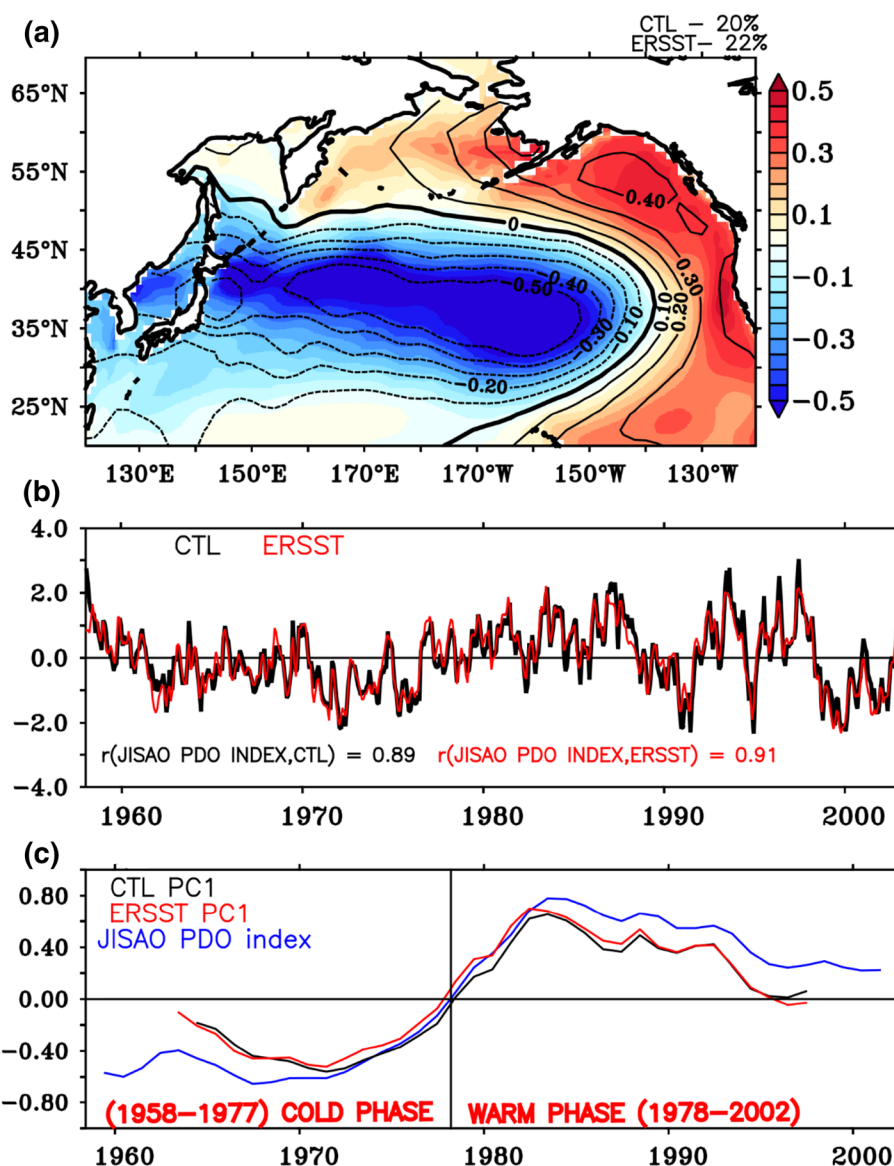 (a)
CTL – 20%
ERSST– 22%
65°N
55°N
45°N
35°N
25°N
0.5
0.3
0.1
−0.1
−0.3
−0.5
0.40
0
0.30
−0.40
0.50
0.10
0.20
−0.10
−0.30
−0.20
130°E 150°E 170°E 170°W 150°W 130°W
(b)
4.0
2.0
0.0
−2.0
−4.0
CTL ERSST
r(JISAO PDO INDEX,CTL) = 0.89 r(JISAO PDO INDEX,ERSST) = 0.91
1960 1970 1980 1990 2000
(c)
0.80
0.40
0.00
−0.40
−0.80
CTL PC1
ERSST PC1
JISAO PDO index
(1958−1977) COLD PHASE WARM PHASE (1978−2002)
1960 1970 1980 1990 2000